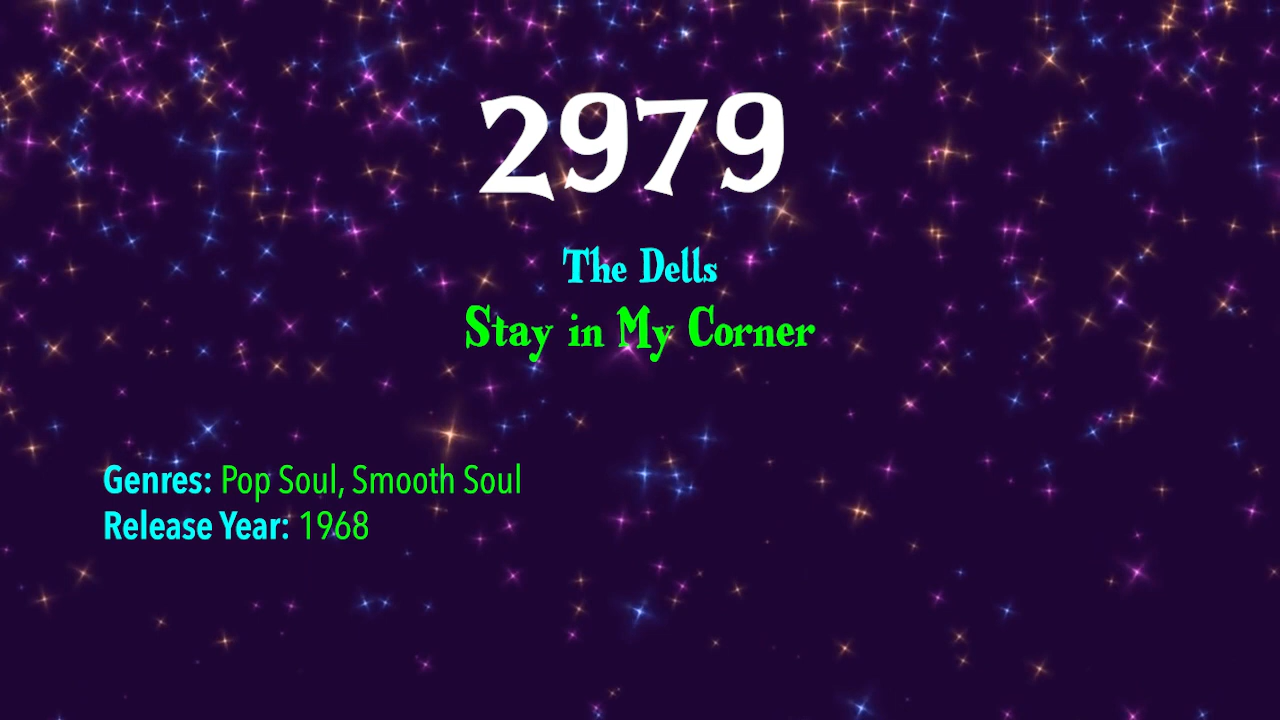 2979
The Dells
Stay in My Corner
Genres: Pop Soul, Smooth Soul
Release Year: 1968